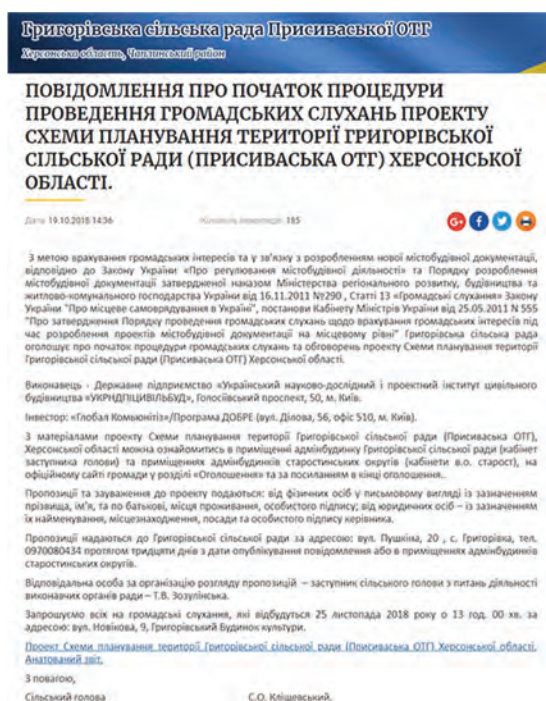 Григорівська сільська рада Присиваської ОТГ
Херсонська область, Чаплинський район
ПОВІДОМЛЕННЯ ПРО ПОЧАТОК ПРОЦЕДУРИ
ПРОВЕДЕННЯ ГРОМАДСЬКИХ СЛУХАНЬ ПРОЕКТУ
СХЕМИ ПЛАНУВАННЯ ТЕРИТОРІЇ ГРИГОРІВСЬКОЇ
СІЛЬСЬКОЇ РАДИ (ПРИСИВАСЬКА ОТГ) ХЕРСОНСЬКОЇ
ОБЛАСТІ.
Дата: 19.10.2018 14:36 Кількість переглядів: 185
З метою врахування громадських інтересів та у зв'язку з розробленням нової містобудівної документації,
відповідно до Закону України «Про регулювання містобудівної діяльності» та Порядку розроблення
містобудівної документації затвердженої наказом Міністерства регіонального розвитку, будівництва та
житлово-комунального господарства України від 16.11.2011 №290 , Статті 13 «Громадські слухання» Закону
України "Про місцеве самоврядування в Україні", постанови Кабінету Міністрів України від 25.05.2011 N 555
"Про затвердження Порядку проведення громадських слухань щодо врахування громадських інтересів під
час розроблення проектів містобудівної документації на місцевому рівні" Григорівська сільська рада
оголошує про початок процедури громадських слухань та обговорень проекту Схеми планування території
Григорівської сільської ради (Присиваська ОТГ) Херсонської області.
Виконавець - Державне підприємство «Український науково-дослідний і проектний інститут цивільного
будівництва «УКРНДПІЦИВІЛЬБУД», Голосіївський проспект, 50, м. Київ.
Інвестор: «Глобал Ком'юнітіз»/Програма ДОБРЕ (вул. Ділова, 5б, офіс 510, м. Київ).
З матеріалами проекту Схеми планування території Григорівської сільської ради (Присиваська ОТГ),
Херсонської області можна ознайомитись в приміщенні адмінбудинку Григорівської сільської ради (кабінет
заступника голови) та приміщеннях адмінбудинків старостинських округів (кабінети в.о. старост), на
офіційному сайті громади у розділі «Оголошення» та за посиланням в кінці оголошення..
Пропозиції та зауваження до проекту подаються: від фізичних осіб у письмовому вигляді із зазначенням
прізвища, ім'я, та по батькові, місця проживання, особистого підпису; від юридичних осіб – із зазначенням
їх найменування, місцезнаходження, посади та особистого підпису керівника.
Пропозиції надаються до Григорівської сільської ради за адресою: вул. Пушкіна, 20 , с. Григорівка, тел.
0970080434 протягом тридцяти днів з дати опублікування повідомлення або в приміщеннях адмінбудинків
старостинських округів.
Відповідальна особа за організацію розгляду пропозицій – заступник сільського голови з питань діяльності
виконавчих органів ради – Т.В. Зозулінська.
Запрошуємо всіх на громадські слухання, які відбудуться 25 листопада 2018 року о 13 год. 00 хв. за
адресою: вул. Новікова, 9, Григорівський Будинок культури.
Проект Схеми планування території Григорівської сільської ради (Присиваська ОТГ) Херсонської області.
Анатований звіт.
З повагою,
Сільський голова С.О. Кліщевський.